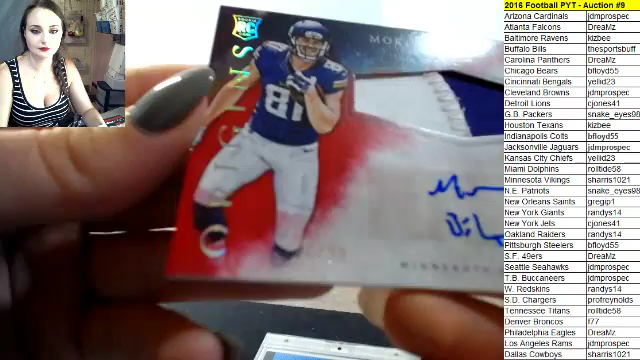 2016 Football PYT - Auction #9
Arizona Cardinals jdmprospec
Atlanta Falcons DreaMz
Baltimore Ravens kizbee
Buffalo Bills thesportsbuff
Carolina Panthers DreaMz
Chicago Bears bfloyd55
Cincinnati Bengals yellid23
Cleveland Browns jdmprospec
Detroit Lions cjones41
G.B. Packers snake_eyes98
Houston Texans kizbee
Indianapolis Colts bfloyd55
Jacksonville Jaguars jdmprospec
Kansas City Chiefs yellid23
Miami Dolphins rolltide58
Minnesota Vikings sharris1021
N.E. Patriots snake_eyes98
New Orleans Saints gregip1
New York Giants randys14
New York Jets cjones41
Oakland Raiders randys14
Pittsburgh Steelers bfloyd55
S.F. 49ers DreaMz
Seattle Seahawks jdmprospec
T.B. Buccaneers jdmprospec
W. Redskins randys14
S.D. Chargers profreynolds
Tennessee Titans rolltide58
Denver Broncos f77
Philadelphia Eagles DreaMz
Los Angeles Rams jdmprospec
Dallas Cowboys sharris1021
RC
81